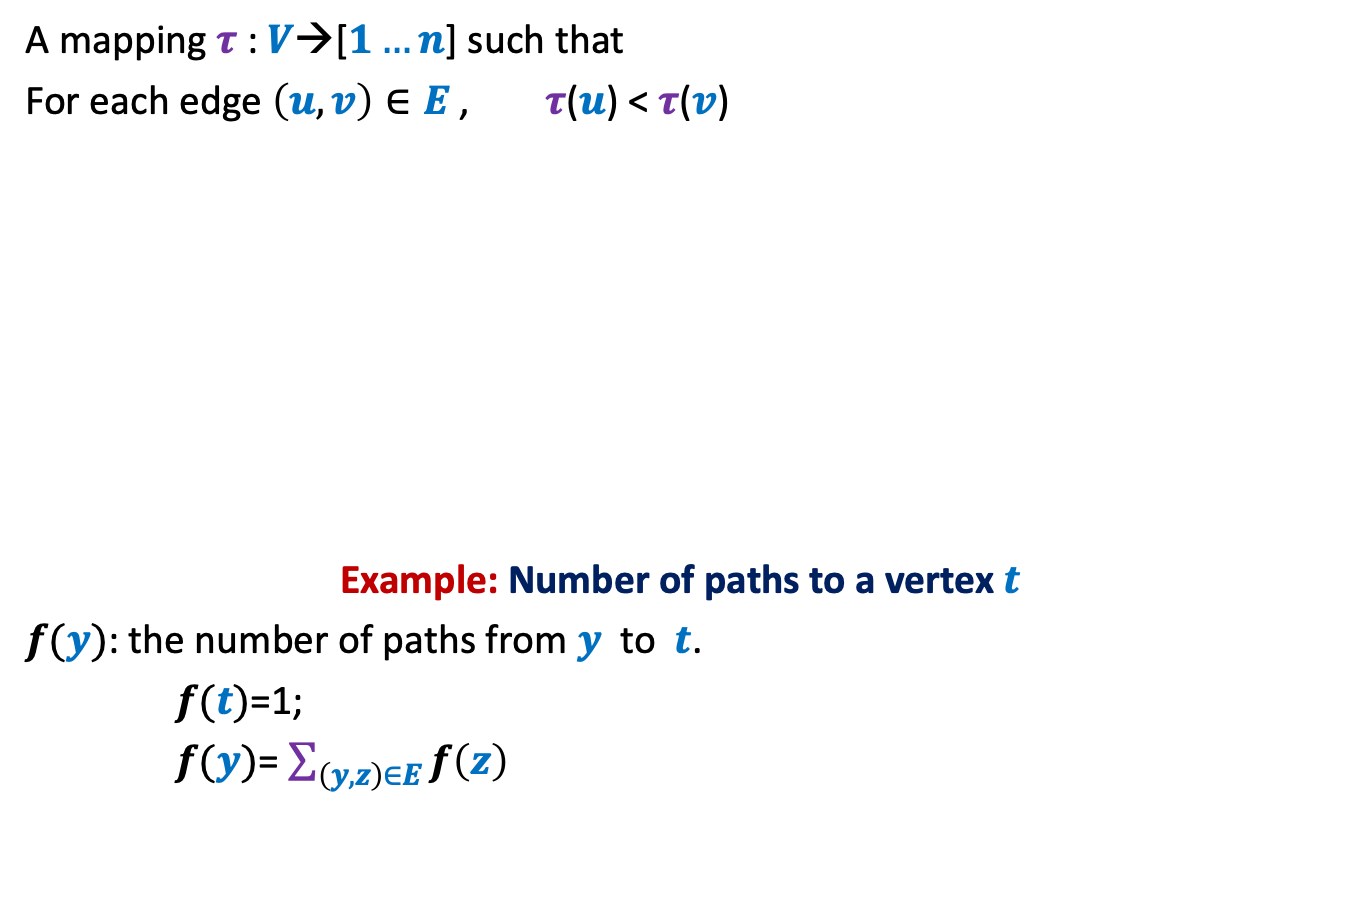 A mapping τ : V→[1 … n] such that
For each edge (u, v) ∈ E , τ(u) < τ(v)
Example: Number of paths to a vertex t
f(y): the number of paths from y to t.
f(t)=1;
f(y)= ∑(y,z)∈E f(z)